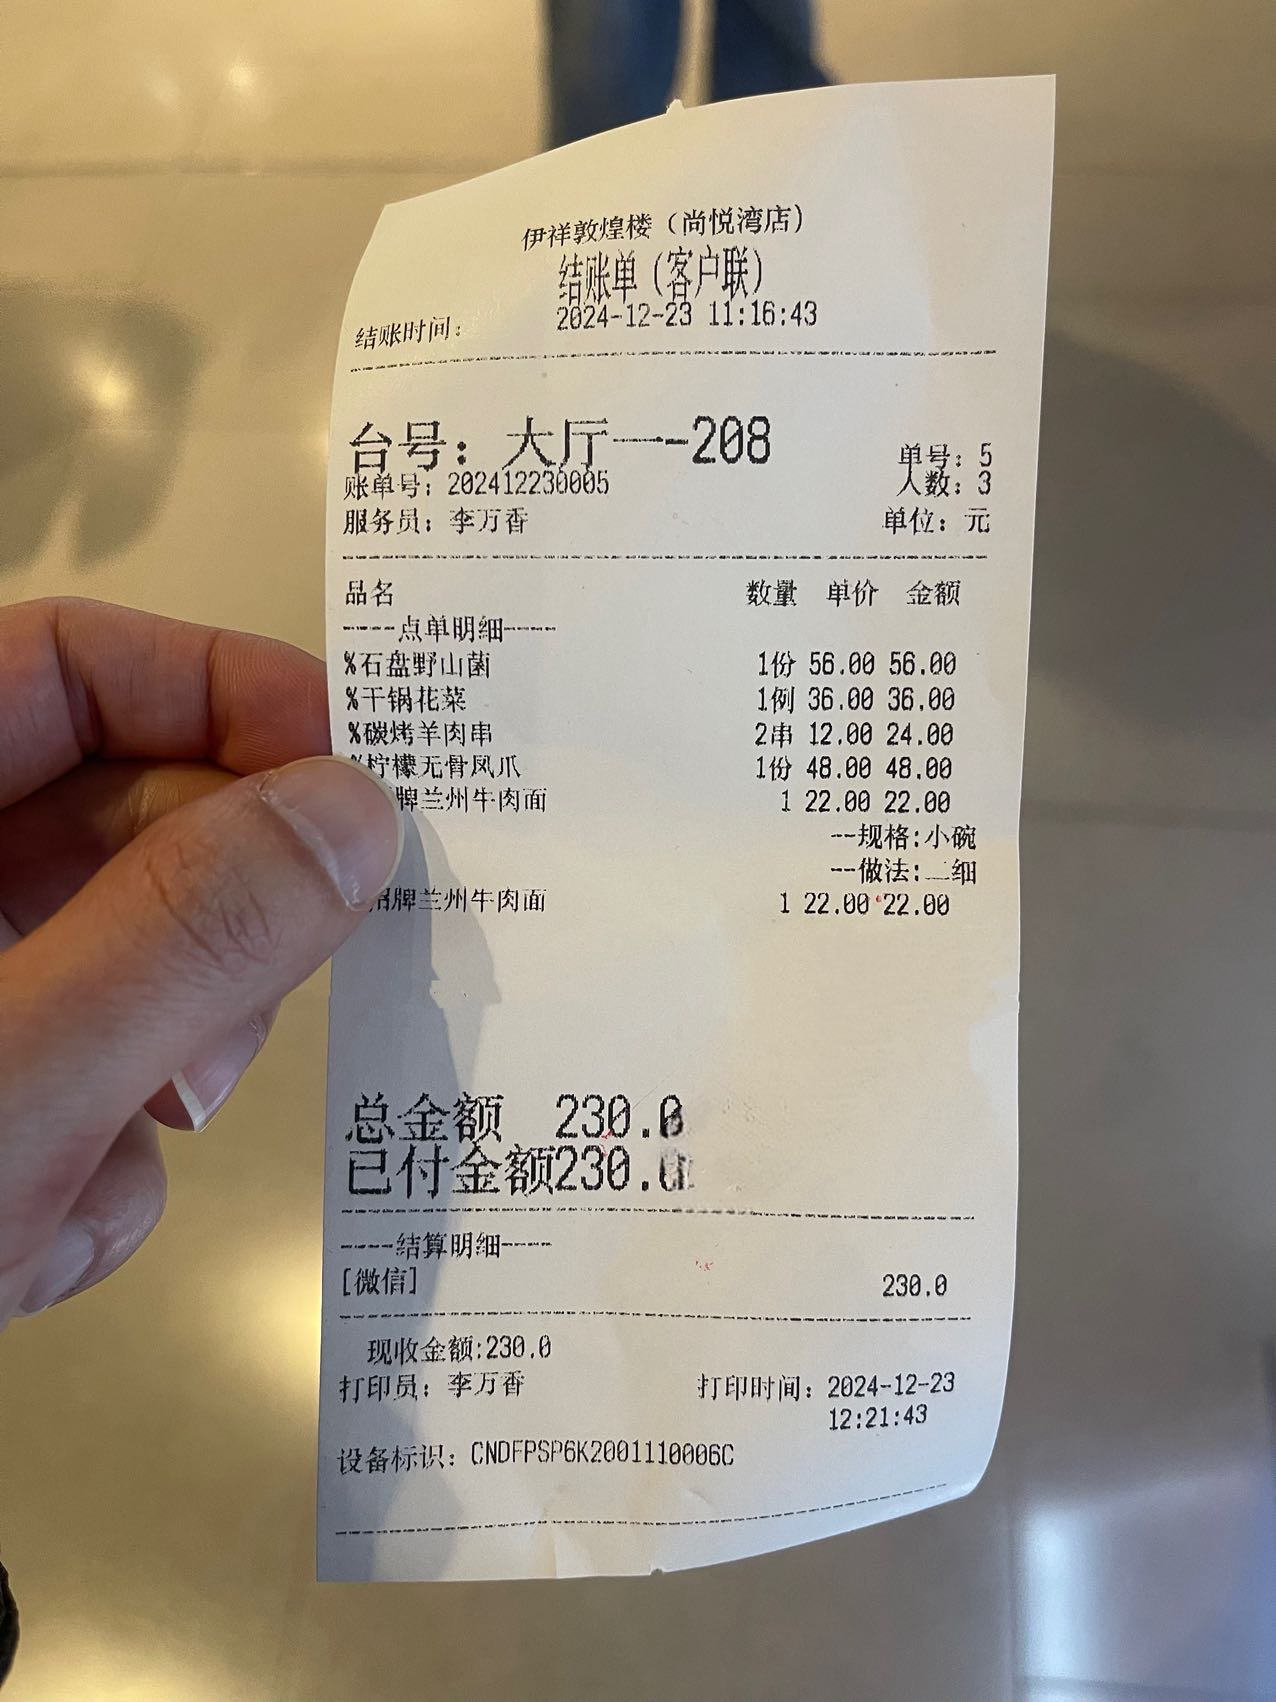 伊祥敦煌楼（尚悦湾店）
结账单（客户联）
结账时间： 2024-12-23 11:16:43
台号：大厅一-208 单号：5
账单号：202412230005 人数：3
服务员：李万香 单位：元
品名 数量 单价 金额
----点单明细----
%石盘野山菌 1份 56.00 56.00
%干锅花菜 1例 36.00 36.00
%碳烤羊肉串 2串 12.00 24.00
%柠檬无骨凤爪 1份 48.00 48.00
牌兰州牛肉面 1 22.00 22.00
--规格:小碗
--做法:二细
招牌兰州牛肉面 1 22.00 22.00
总金额 230.0
已付金额230.0
----结算明细----
[微信] 230.0
现收金额:230.0
打印员：李万香 打印时间：2024-12-23
12:21:43
设备标识：CNDFPSP6K2001110006C